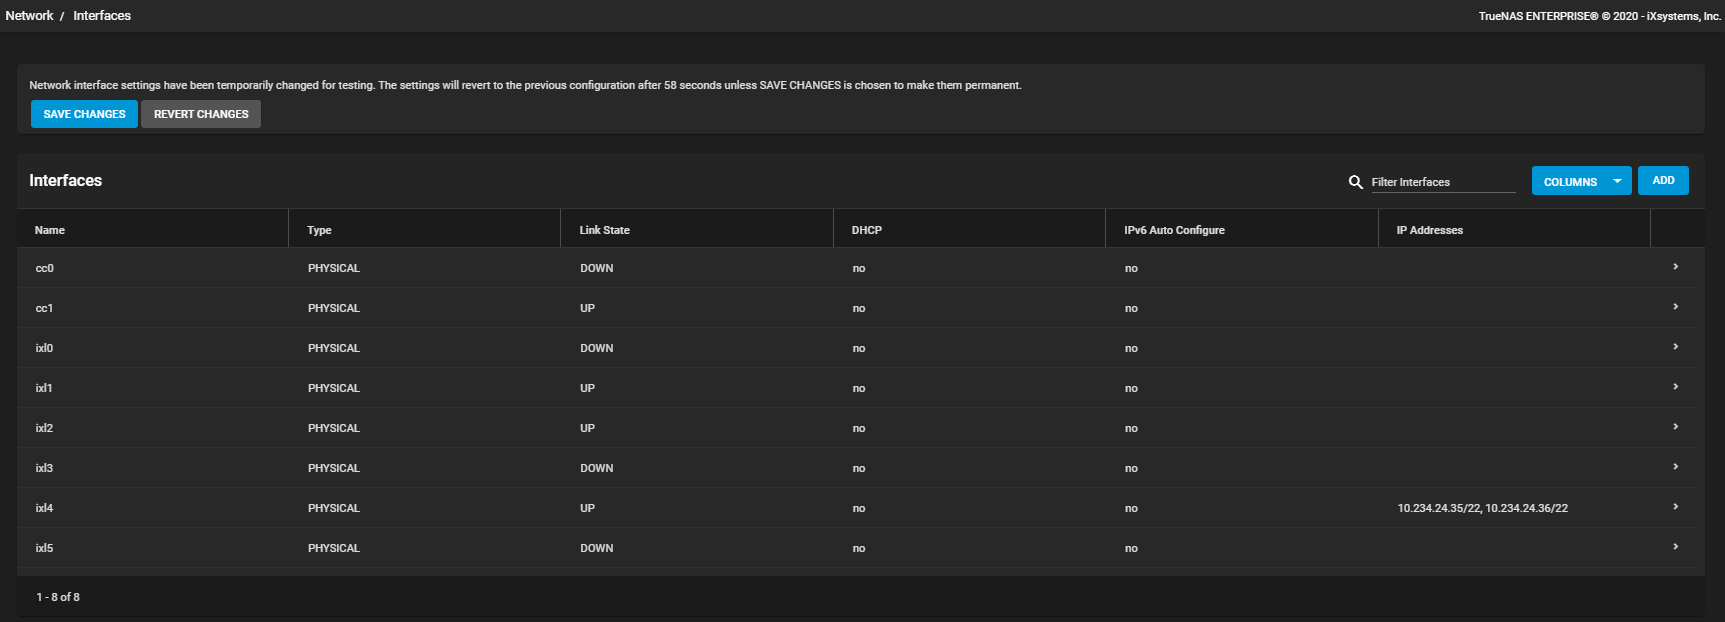 Network / Interfaces
TrueNAS ENTERPRISE® © 2020 - iXsystems, Inc.
Network interface settings have been temporarily changed for testing. The settings will revert to the previous configuration after 58 seconds unless SAVE CHANGES is chosen to make them permanent.
SAVE CHANGES REVERT CHANGES
Interfaces
Filter Interfaces COLUMNS ADD
Name Type Link State DHCP IPv6 Auto Configure IP Addresses
cc0 PHYSICAL DOWN no no
cc1 PHYSICAL UP no no
ixl0 PHYSICAL DOWN no no
ixl1 PHYSICAL UP no no
ixl2 PHYSICAL UP no no
ixl3 PHYSICAL DOWN no no
ixl4 PHYSICAL UP no no 10.234.24.35/22, 10.234.24.36/22
ixl5 PHYSICAL DOWN no no
1 - 8 of 8